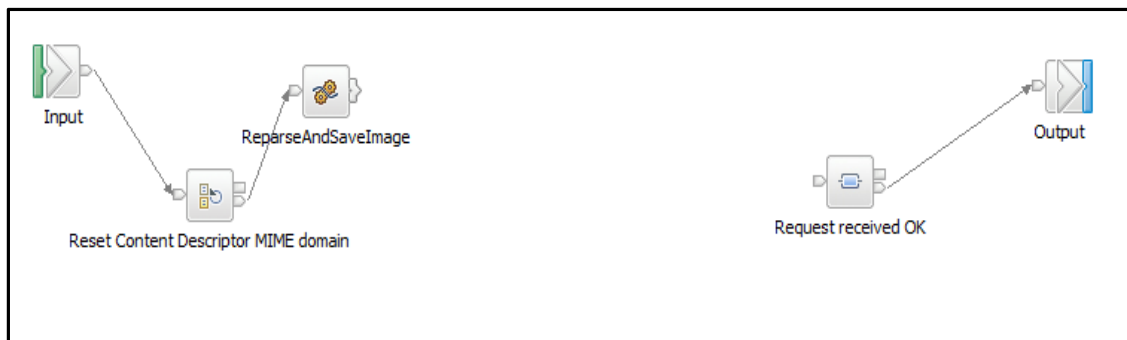 Input
ReparseAndSaveImage
Output
Reset Content Descriptor MIME domain
Request received OK